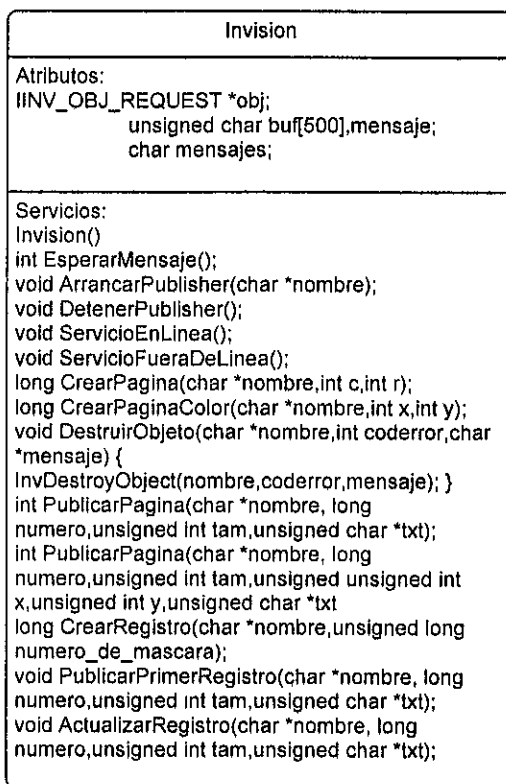 Invision
Atributos:
IINV_OBJ_REQUEST *obj;
unsigned char buf[500],mensaje;
char mensajes;
Servicios:
Invision()
int EsperarMensaje();
void ArrancarPublisher(char *nombre);
void DetenerPublisher();
void ServicioEnLinea();
void ServicioFueraDeLinea();
long CrearPagina(char *nombre,int c,int r);
long CrearPaginaColor(char *nombre,int x,int y);
void DestruirObjeto(char *nombre,int coderror,char
*mensaje) {
InvDestroyObject(nombre,coderror,mensaje); }
int PublicarPagina(char *nombre, long
numero,unsigned int tam,unsigned char *txt);
int PublicarPagina(char *nombre, long
numero,unsigned int tam,unsigned unsigned int
x,unsigned int y,unsigned char *txt
long CrearRegistro(char *nombre,unsigned long
numero_de_mascara);
void PublicarPrimerRegistro(char *nombre, long
numero,unsigned int tam,unsigned char *txt);
void ActualizarRegistro(char *nombre, long
numero,unsigned int tam,unsigned char *txt);